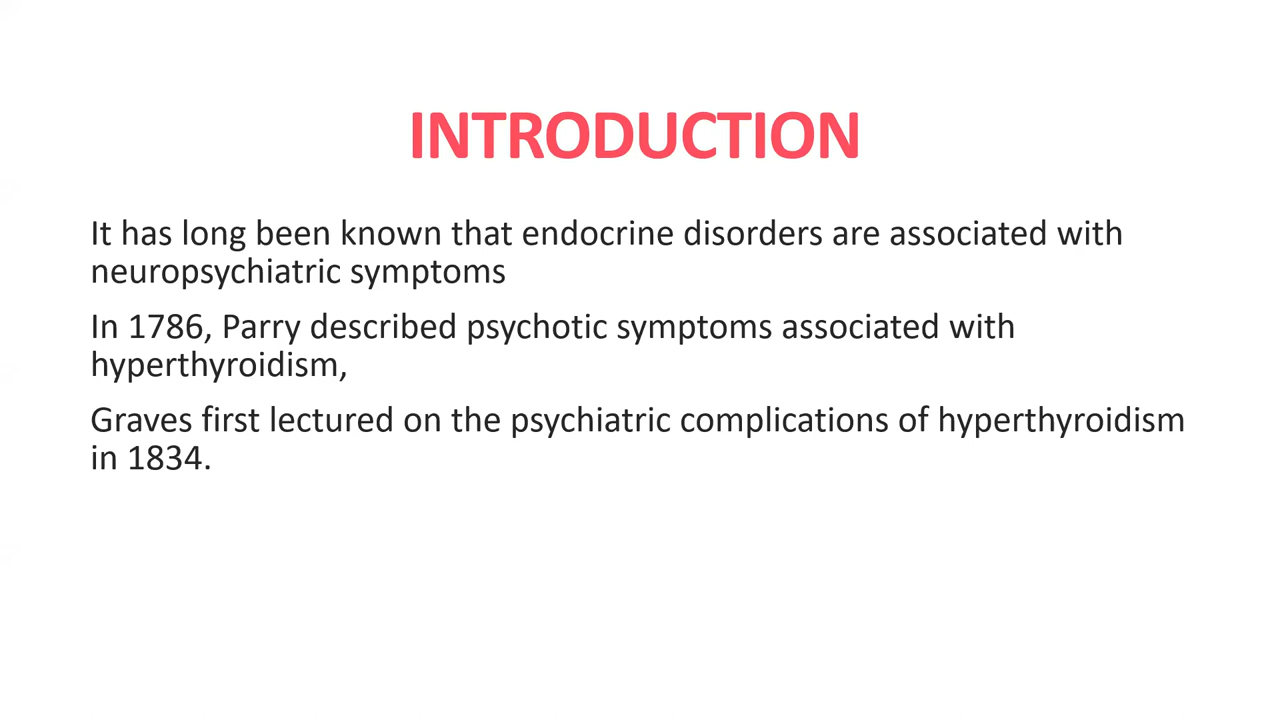 INTRODUCTION
It has long been known that endocrine disorders are associated with
neuropsychiatric symptoms
In 1786, Parry described psychotic symptoms associated with
hyperthyroidism,
Graves first lectured on the psychiatric complications of hyperthyroidism
in 1834.